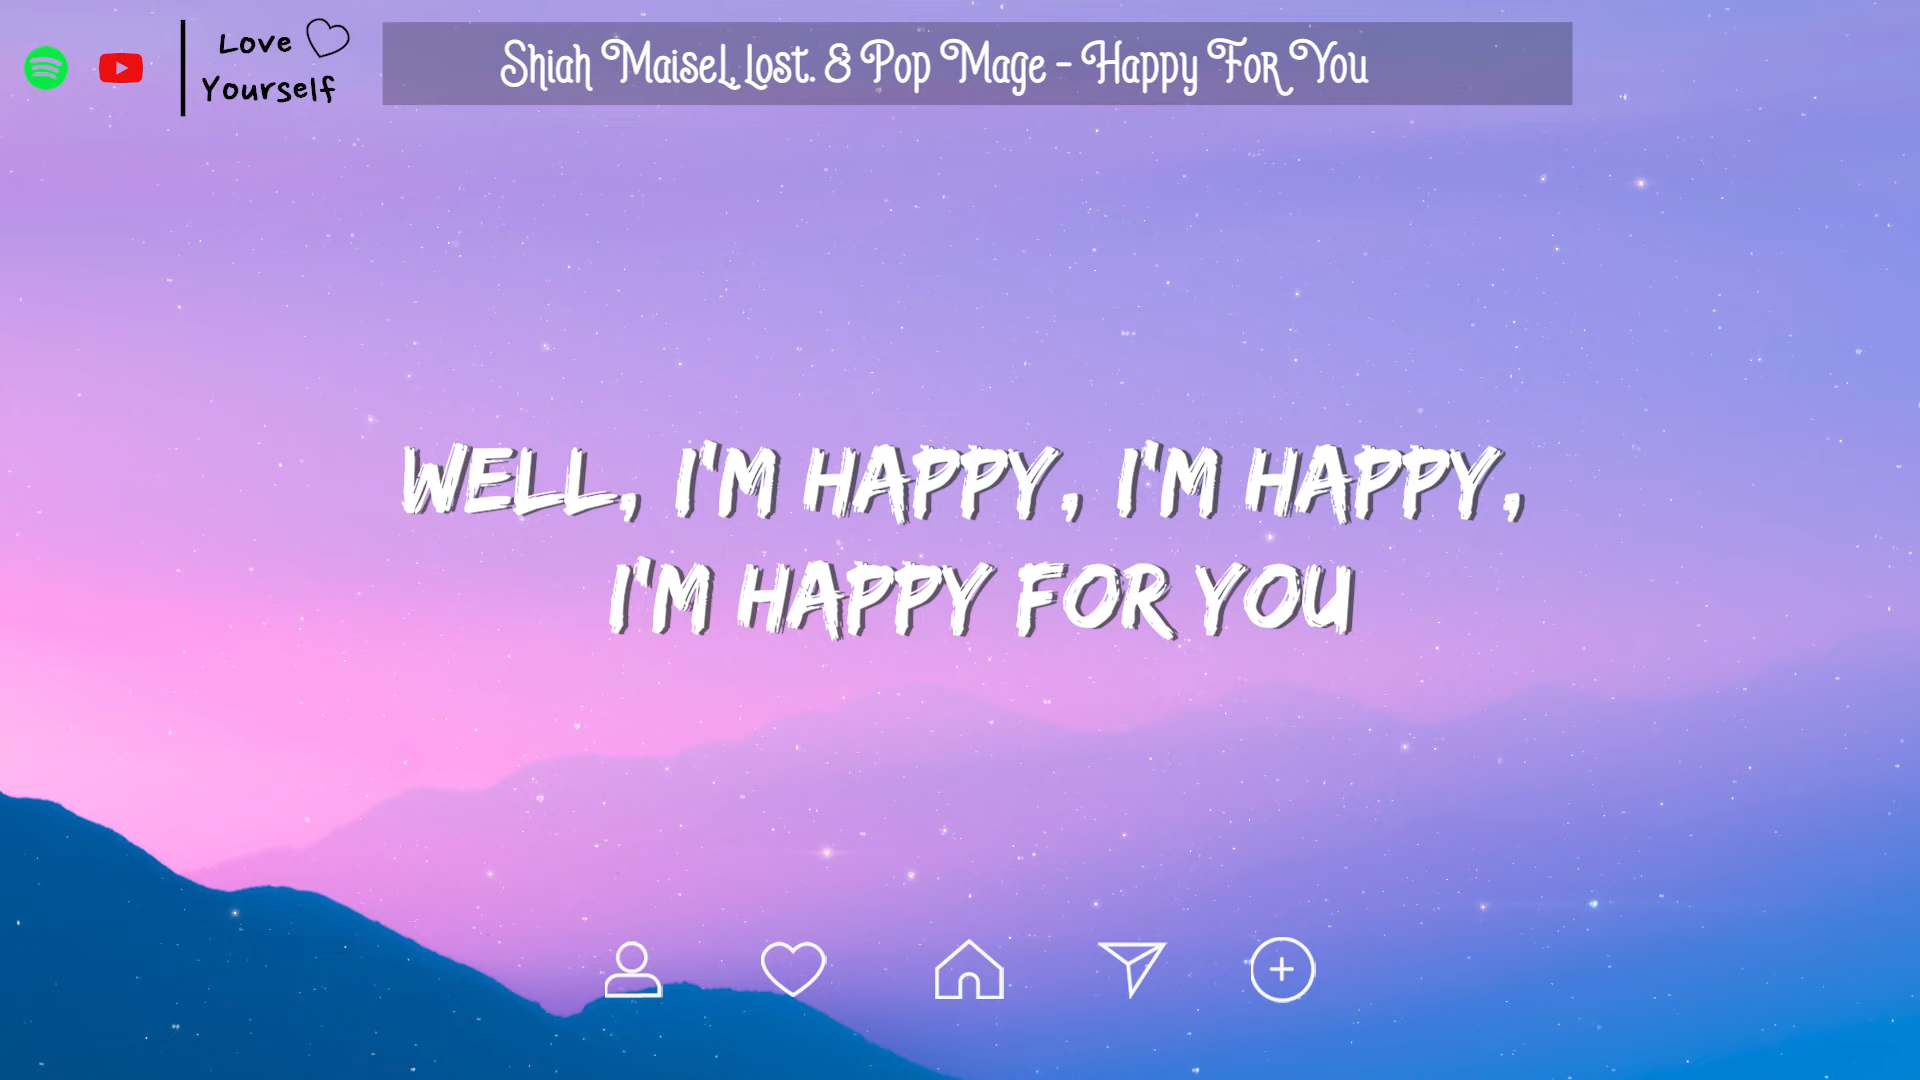 Love
Yourself
Shiah Maisel, lost. & Pop Mage - Happy For You
WELL, I'M HAPPY, I'M HAPPY,
I'M HAPPY FOR YOU